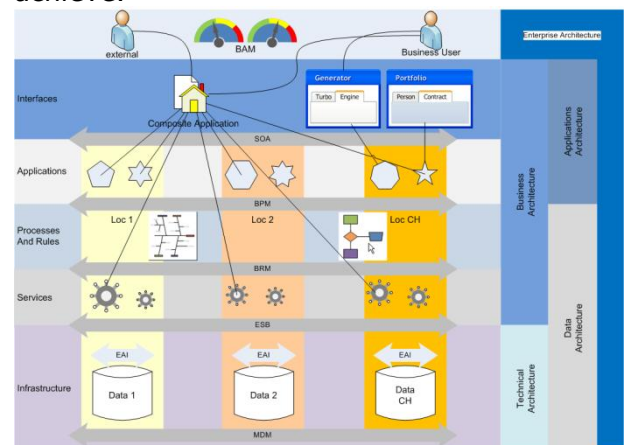 achieve.
external
BAM
Business User
Enterprise Architecture
Interfaces
Composite Application
Generator
Turbo Engine
Portfolio
Person Contract
SOA
Applications
BPM
Processes
And Rules
Loc 1
Loc 2
Loc CH
BRM
Services
ESB
Infrastructure
EAI
EAI
EAI
Data 1
Data 2
Data
CH
MDM
Applications
Architecture
Business
Architecture
Data
Architecture
Technical
Architecture